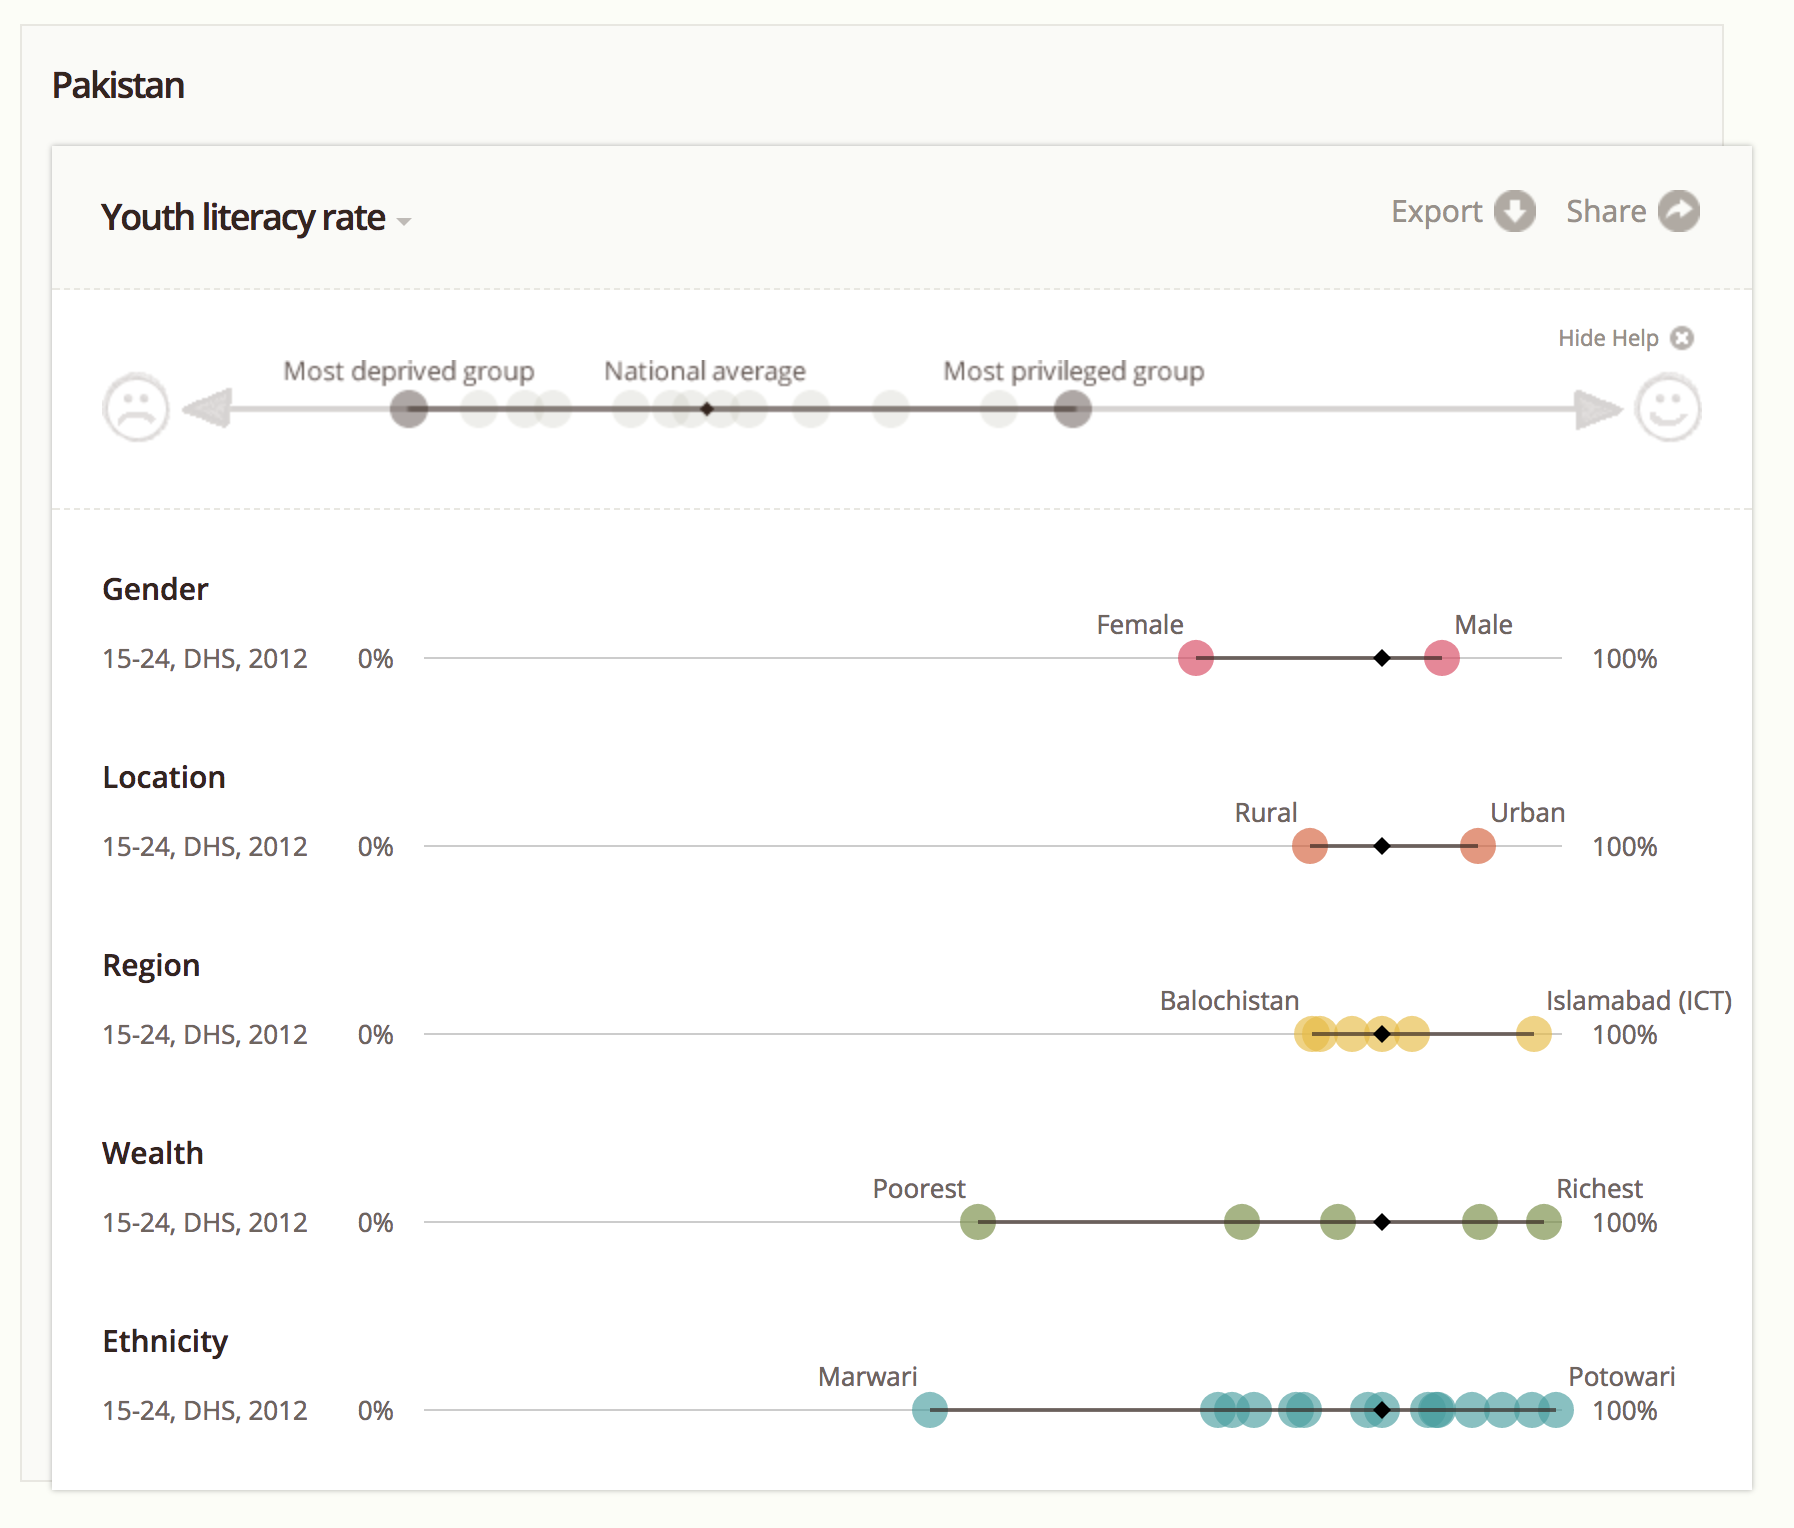 Pakistan
Youth literacy rate
Export Share
Hide Help
Most deprived group National average Most privileged group
Gender
Female Male
15-24, DHS, 2012 0% 100%
Location
Rural Urban
15-24, DHS, 2012 0% 100%
Region
Balochistan Islamabad (ICT)
15-24, DHS, 2012 0% 100%
Wealth
Poorest Richest
15-24, DHS, 2012 0% 100%
Ethnicity
Marwari Potowari
15-24, DHS, 2012 0% 100%